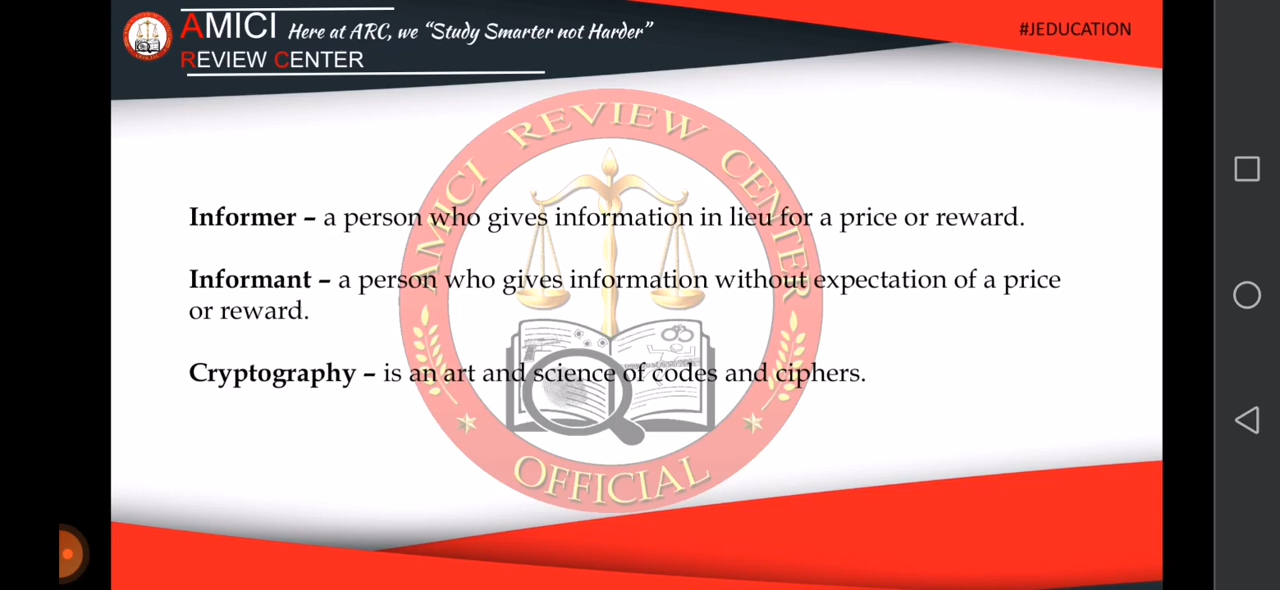 AMICI Here at ARC, we “Study Smarter not Harder”
REVIEW CENTER
#JEDUCATION
AMICI REVIEW CENTER
Informer – a person who gives information in lieu for a price or reward.
Informant – a person who gives information without expectation of a price
or reward.
Cryptography – is an art and science of codes and ciphers.
OFFICIAL